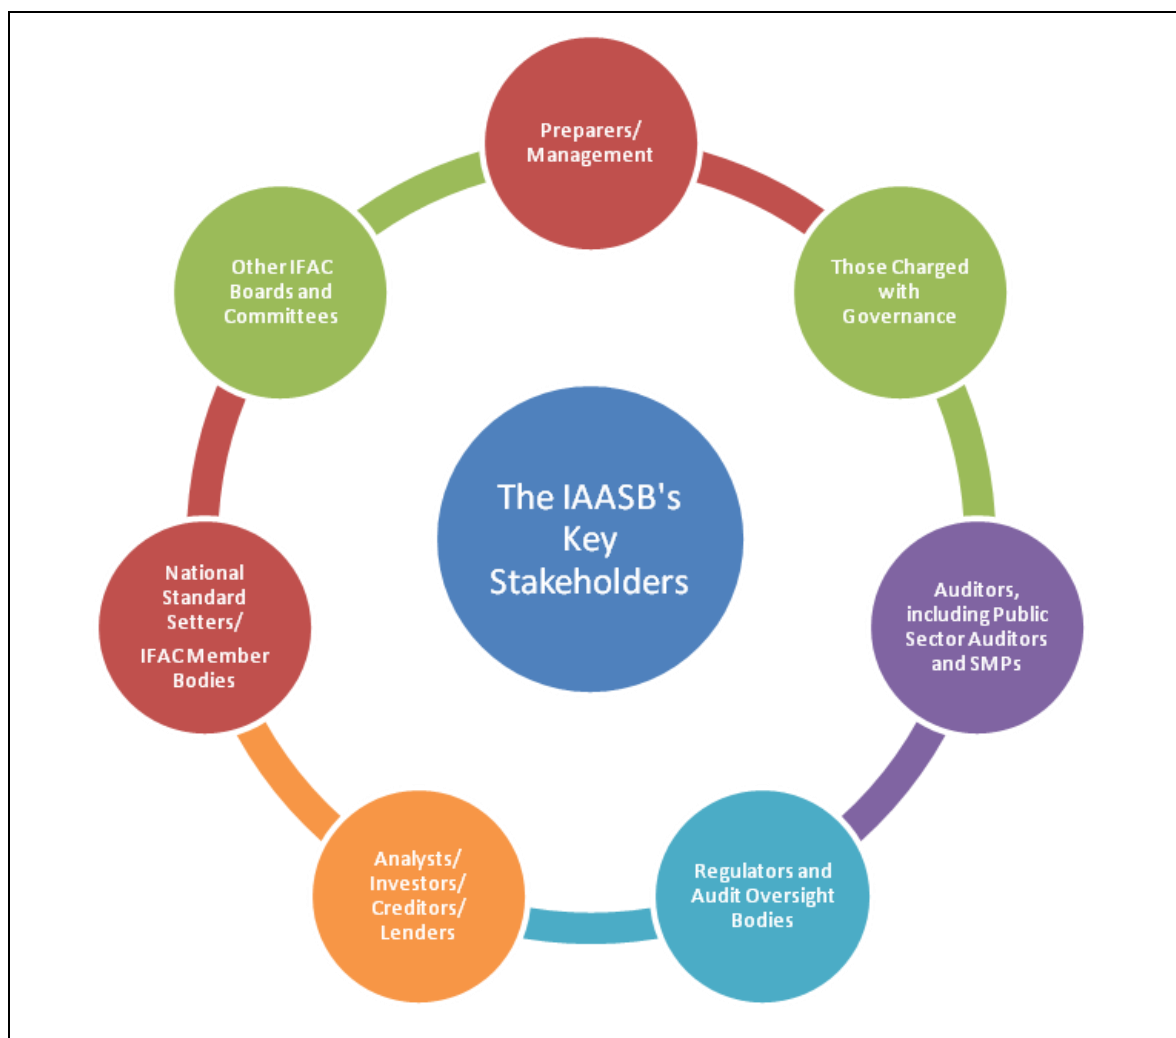 Preparers/
Management
Other IFAC
Boards and
Committees
Those Charged
with
Governance
The IAASB's
Key
Stakeholders
National
Standard
Setters/
IFAC Member
Bodies
Auditors,
including Public
Sector Auditors
and SMPs
Analysts/
Investors/
Creditors/
Lenders
Regulators and
Audit Oversight
Bodies